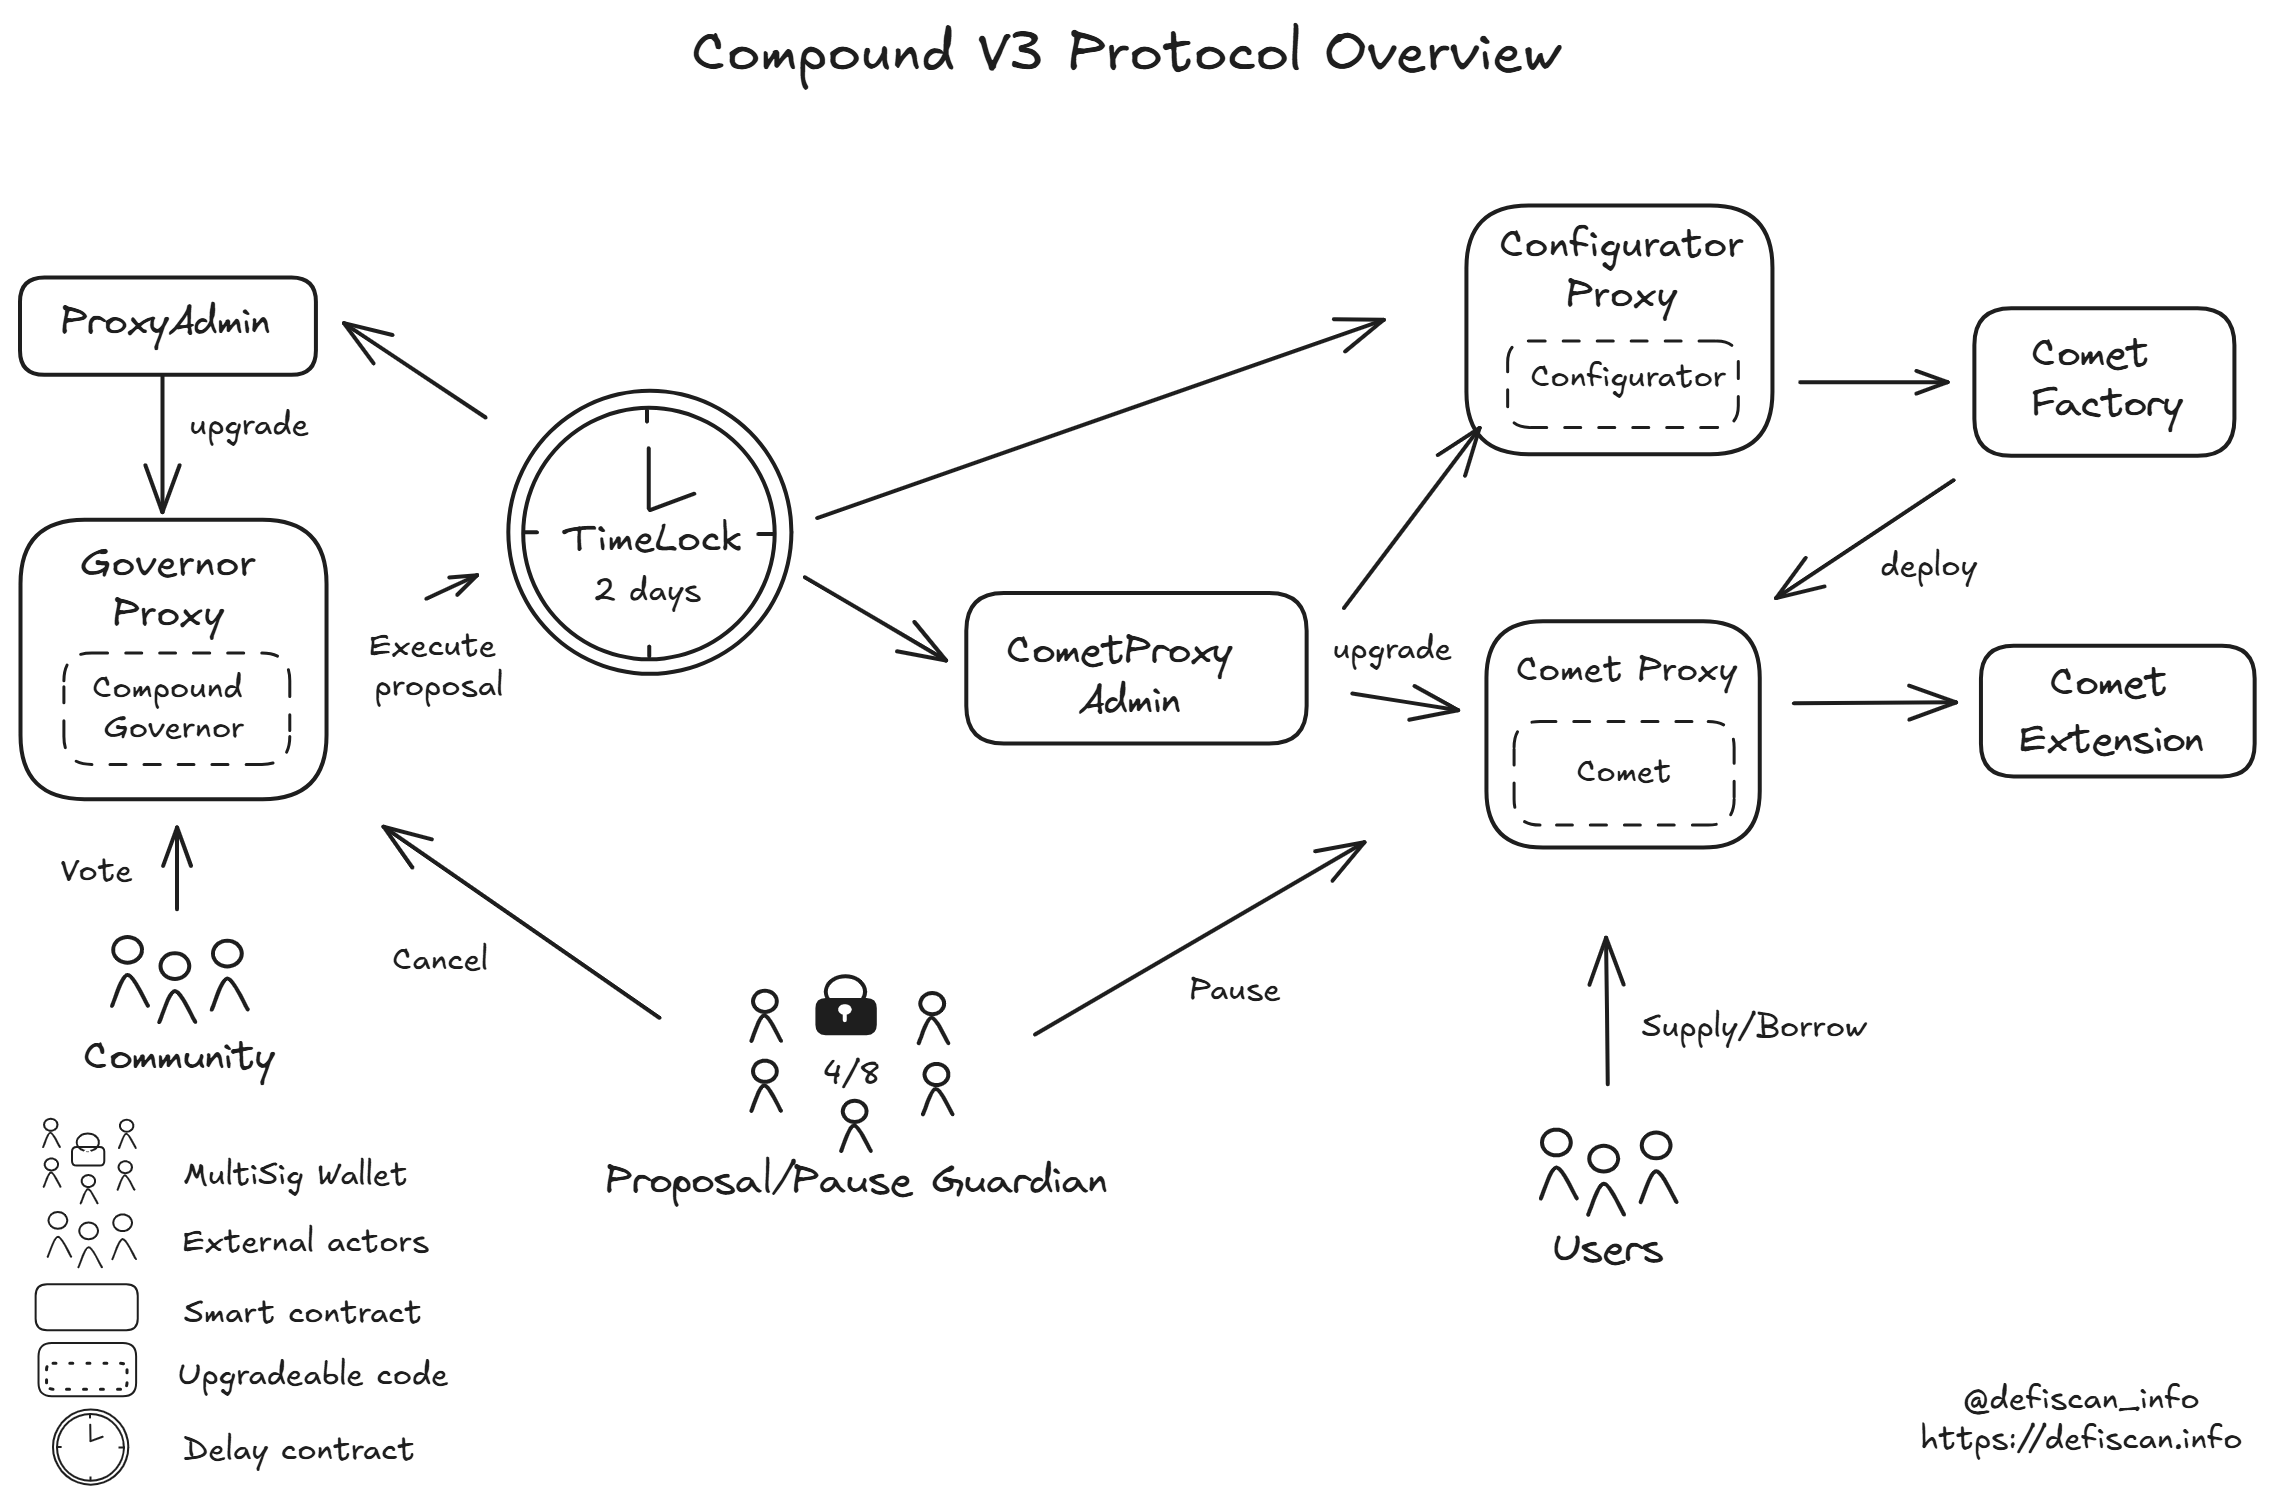 Compound V3 Protocol Overview
ProxyAdmin
upgrade
Governor
Proxy
Compound
Governor
Execute
proposal
TimeLock
2 days
Configurator
Proxy
Configurator
Comet
Factory
deploy
CometProxy
Admin
upgrade
Comet Proxy
Comet
Comet
Extension
Vote
Community
Cancel
4/8
Proposal/Pause Guardian
Pause
Supply/Borrow
Users
MultiSig Wallet
External actors
Smart contract
Upgradeable code
Delay contract
@defiscan_info
https://defiscan.info